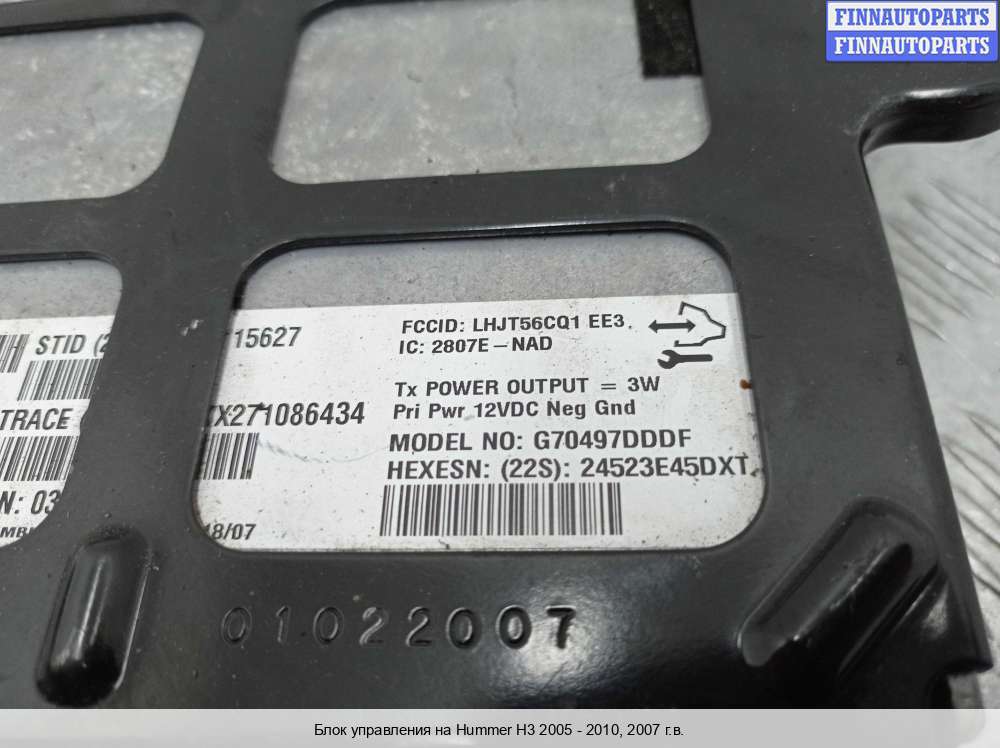 FINNAUTOPARTS
FINNAUTOPARTS
STID
15627
FCCID: LHJT56CQ1 EE3
IC: 2807E-NAD
Tx POWER OUTPUT = 3W
TRACE
X271086434
Pri Pwr 12VDC Neg Gnd
MODEL NO: G70497DDDF
HEXESN: (22S): 24523E45DXT
N: 03
18/07
01022007
Блок управления на Hummer H3 2005 - 2010, 2007 г.в.